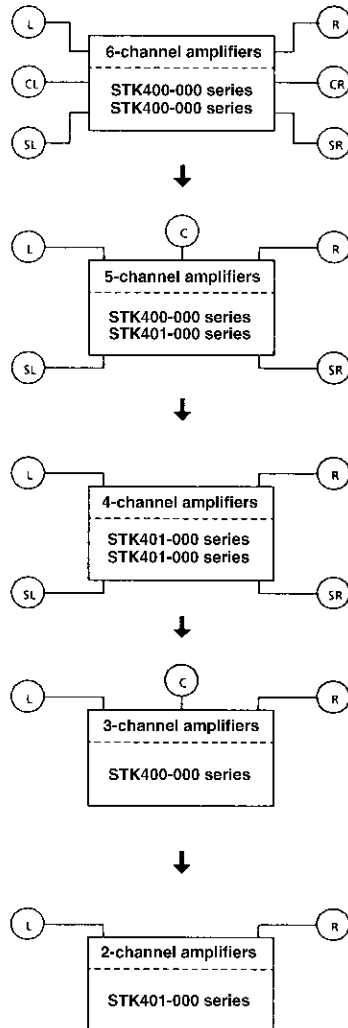 L R
6-channel amplifiers
CL CR
STK400-000 series
STK400-000 series
SL SR
C
L R
5-channel amplifiers
STK400-000 series
STK401-000 series
SL SR
L R
4-channel amplifiers
STK401-000 series
STK401-000 series
SL SR
C
L R
3-channel amplifiers
STK400-000 series
L R
2-channel amplifiers
STK401-000 series